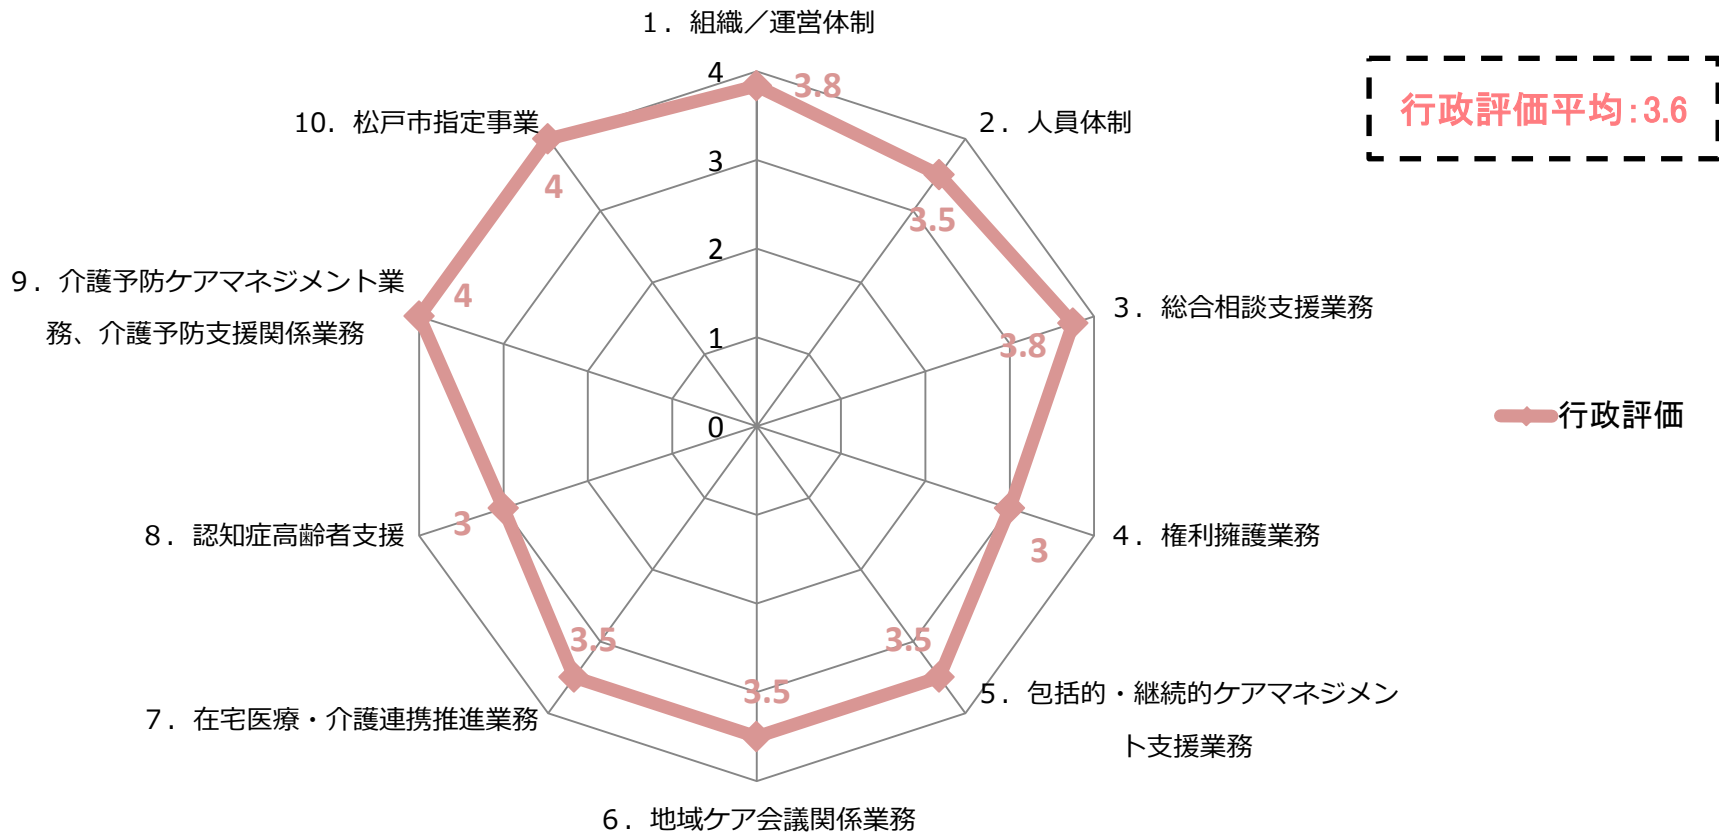 1．組織／運営体制
4
3.8
行政評価平均：3.6
10．松戸市指定事業
2．人員体制
3
4
3.5
2
9．介護予防ケアマネジメント業
務、介護予防支援関係業務
4
3．総合相談支援業務
1
3.8
0
行政評価
8．認知症高齢者支援
3
4．権利擁護業務
3
3.5
3.5
3.5
5．包括的・継続的ケアマネジメン
ト支援業務
7．在宅医療・介護連携推進業務
6．地域ケア会議関係業務